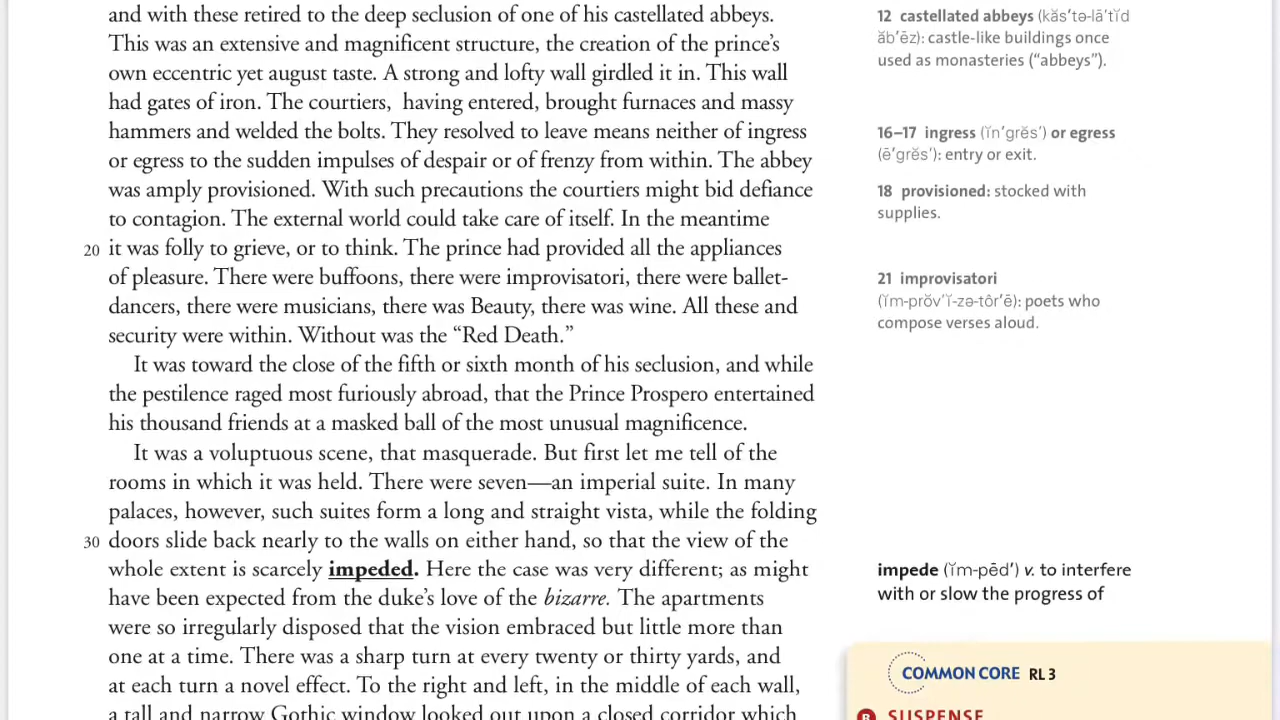 and with these retired to the deep seclusion of one of his castellated abbeys.
This was an extensive and magnificent structure, the creation of the prince's
own eccentric yet august taste. A strong and lofty wall girdled it in. This wall
had gates of iron. The courtiers, having entered, brought furnaces and massy
hammers and welded the bolts. They resolved to leave means neither of ingress
or egress to the sudden impulses of despair or of frenzy from within. The abbey
was amply provisioned. With such precautions the courtiers might bid defiance
to contagion. The external world could take care of itself. In the meantime
20 it was folly to grieve, or to think. The prince had provided all the appliances
of pleasure. There were buffoons, there were improvisatori, there were ballet-
dancers, there were musicians, there was Beauty, there was wine. All these and
security were within. Without was the “Red Death.”
It was toward the close of the fifth or sixth month of his seclusion, and while
the pestilence raged most furiously abroad, that the Prince Prospero entertained
his thousand friends at a masked ball of the most unusual magnificence.
It was a voluptuous scene, that masquerade. But first let me tell of the
rooms in which it was held. There were seven—an imperial suite. In many
palaces, however, such suites form a long and straight vista, while the folding
30 doors slide back nearly to the walls on either hand, so that the view of the
whole extent is scarcely impeded. Here the case was very different; as might
have been expected from the duke's love of the bizarre. The apartments
were so irregularly disposed that the vision embraced but little more than
one at a time. There was a sharp turn at every twenty or thirty yards, and
at each turn a novel effect. To the right and left, in the middle of each wall,
a tall and narrow Gothic window looked out upon a closed corridor which
12 castellated abbeys (kăs′tə-lā′tĭd
ăb′ēz): castle-like buildings once
used as monasteries (“abbeys”).
16–17 ingress (ĭn′grĕs′) or egress
(ē′grĕs′): entry or exit.
18 provisioned: stocked with
supplies.
21 improvisatori
(ĭm-prŏv′ĭ-zə-tôr′ē): poets who
compose verses aloud.
impede (ĭm-pēd′) v. to interfere
with or slow the progress of
COMMON CORE RL 3
B SUSPENSE